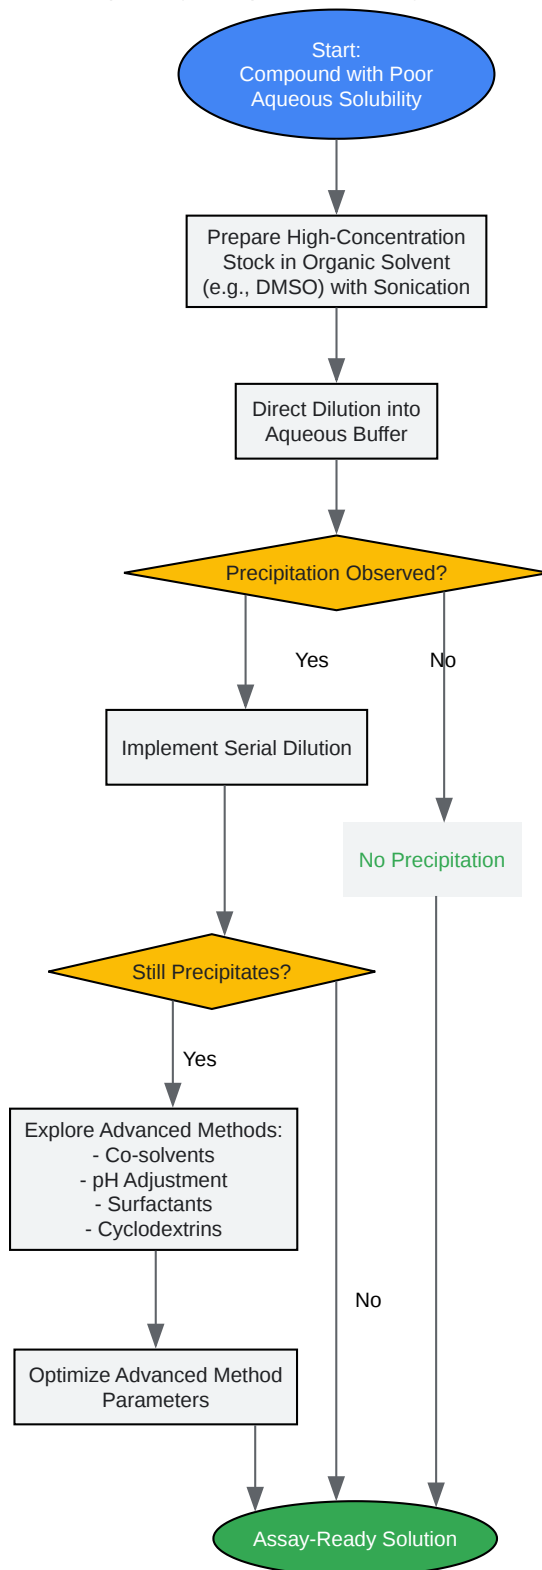 Start:
Compound with Poor
Aqueous Solubility
Prepare High-Concentration
Stock in Organic Solvent
(e.g., DMSO) with Sonication
Direct Dilution into
Aqueous Buffer
Precipitation Observed?
Yes
No
Implement Serial Dilution
No Precipitation
Still Precipitates?
Yes
Explore Advanced Methods:
- Co-solvents
- pH Adjustment
- Surfactants
- Cyclodextrins
No
Optimize Advanced Method
Parameters
Assay-Ready Solution